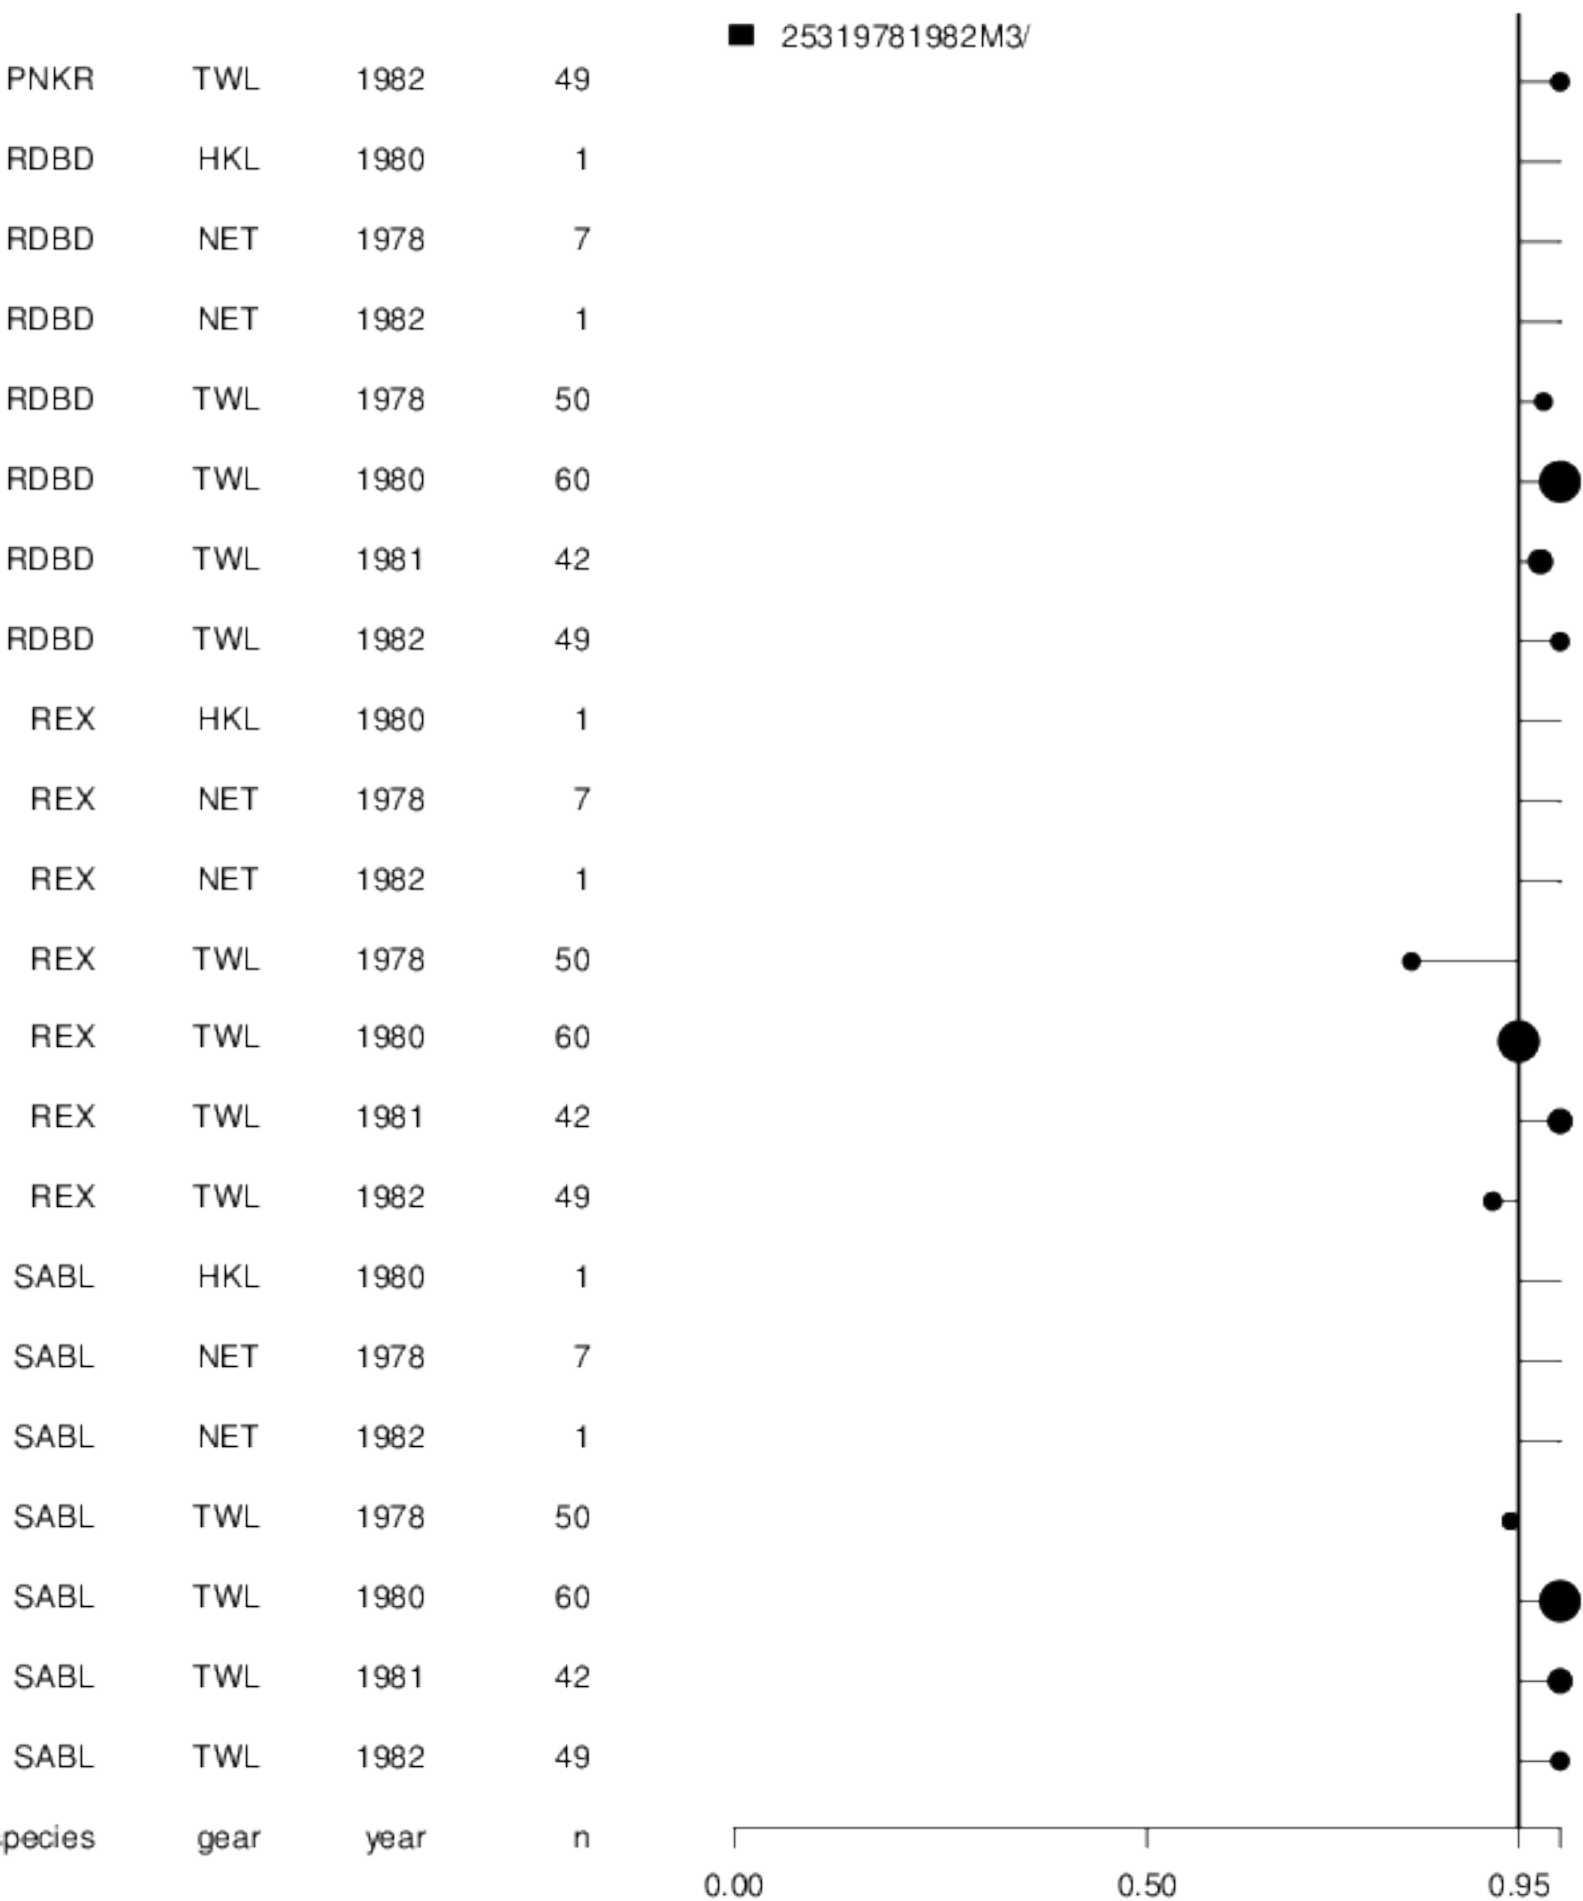 25319781982M3/
PNKR TWL 1982 49
RDBD HKL 1980 1
RDBD NET 1978 7
RDBD NET 1982 1
RDBD TWL 1978 50
RDBD TWL 1980 60
RDBD TWL 1981 42
RDBD TWL 1982 49
REX HKL 1980 1
REX NET 1978 7
REX NET 1982 1
REX TWL 1978 50
REX TWL 1980 60
REX TWL 1981 42
REX TWL 1982 49
SABL HKL 1980 1
SABL NET 1978 7
SABL NET 1982 1
SABL TWL 1978 50
SABL TWL 1980 60
SABL TWL 1981 42
SABL TWL 1982 49
pecies gear year n
0.00 0.50 0.95